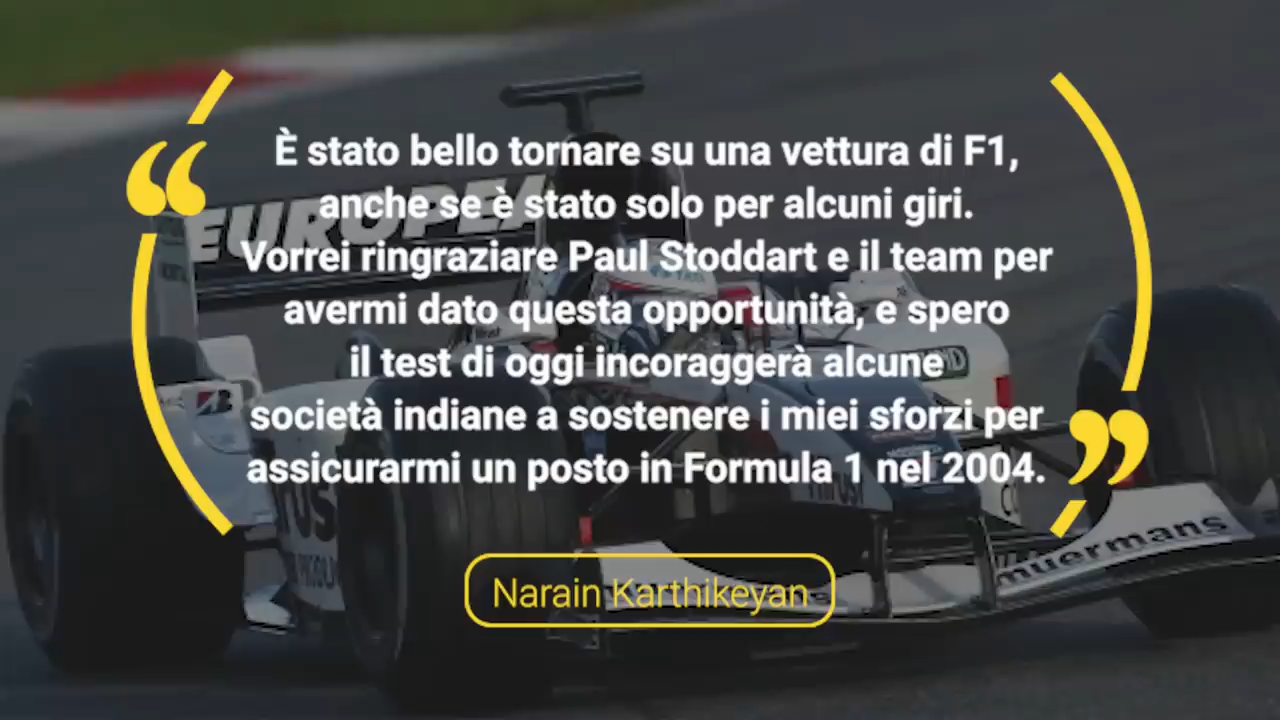 È stato bello tornare su una vettura di F1,
anche se è stato solo per alcuni giri.
Vorrei ringraziare Paul Stoddart e il team per
avermi dato questa opportunità, e spero
il test di oggi incoraggerà alcune
società indiane a sostenere i miei sforzi per
assicurarmi un posto in Formula 1 nel 2004.
Narain Karthikeyan
EUROPEA
muermans